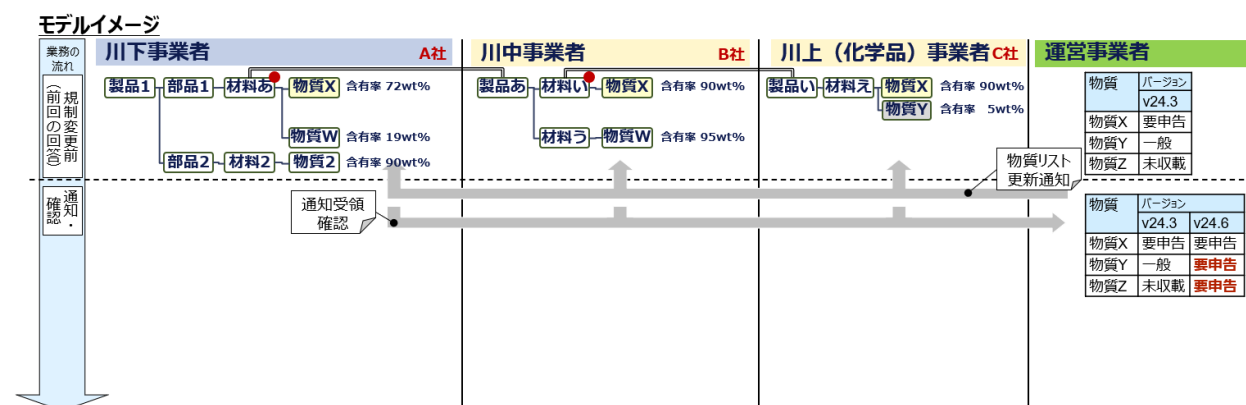 モデルイメージ
業務の
流れ
川下事業者 A社
川中事業者 B社
川上（化学品）事業者 C社
運営事業者
規制変更前
（前回の回答）
製品1 部品1 材料あ 物質X 含有率 72wt%
物質W 含有率 19wt%
部品2 材料2 物質2 含有率 90wt%
製品あ 材料い 物質X 含有率 90wt%
材料う 物質W 含有率 95wt%
製品い 材料え 物質X 含有率 90wt%
物質Y 含有率 5wt%
物質 バージョン
v24.3
物質X 要申告
物質Y 一般
物質Z 未収載
物質リスト
更新通知
通知・
確認
通知受領
確認
物質 バージョン
v24.3 v24.6
物質X 要申告 要申告
物質Y 一般 要申告
物質Z 未収載 要申告